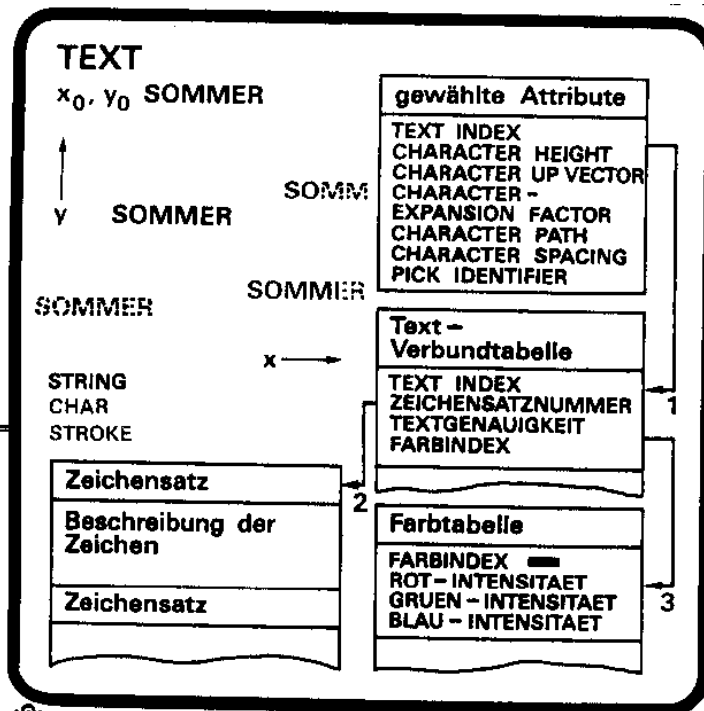 TEXT
x0, y0 SOMMER
y SOMMER
SOMM
SOMMER
SOMMER
x
STRING
CHAR
STROKE
gewählte Attribute
TEXT INDEX
CHARACTER HEIGHT
CHARACTER UP VECTOR
CHARACTER-
EXPANSION FACTOR
CHARACTER PATH
CHARACTER SPACING
PICK IDENTIFIER
Text-
Verbundtabelle
TEXT INDEX
ZEICHENSATZNUMMER
TEXTGENAUIGKEIT
FARBINDEX
1
Zeichensatz
2
Beschreibung der
Zeichen
Zeichensatz
Farbtabelle
FARBINDEX
ROT-INTENSITAET
GRUEN-INTENSITAET
BLAU-INTENSITAET
3